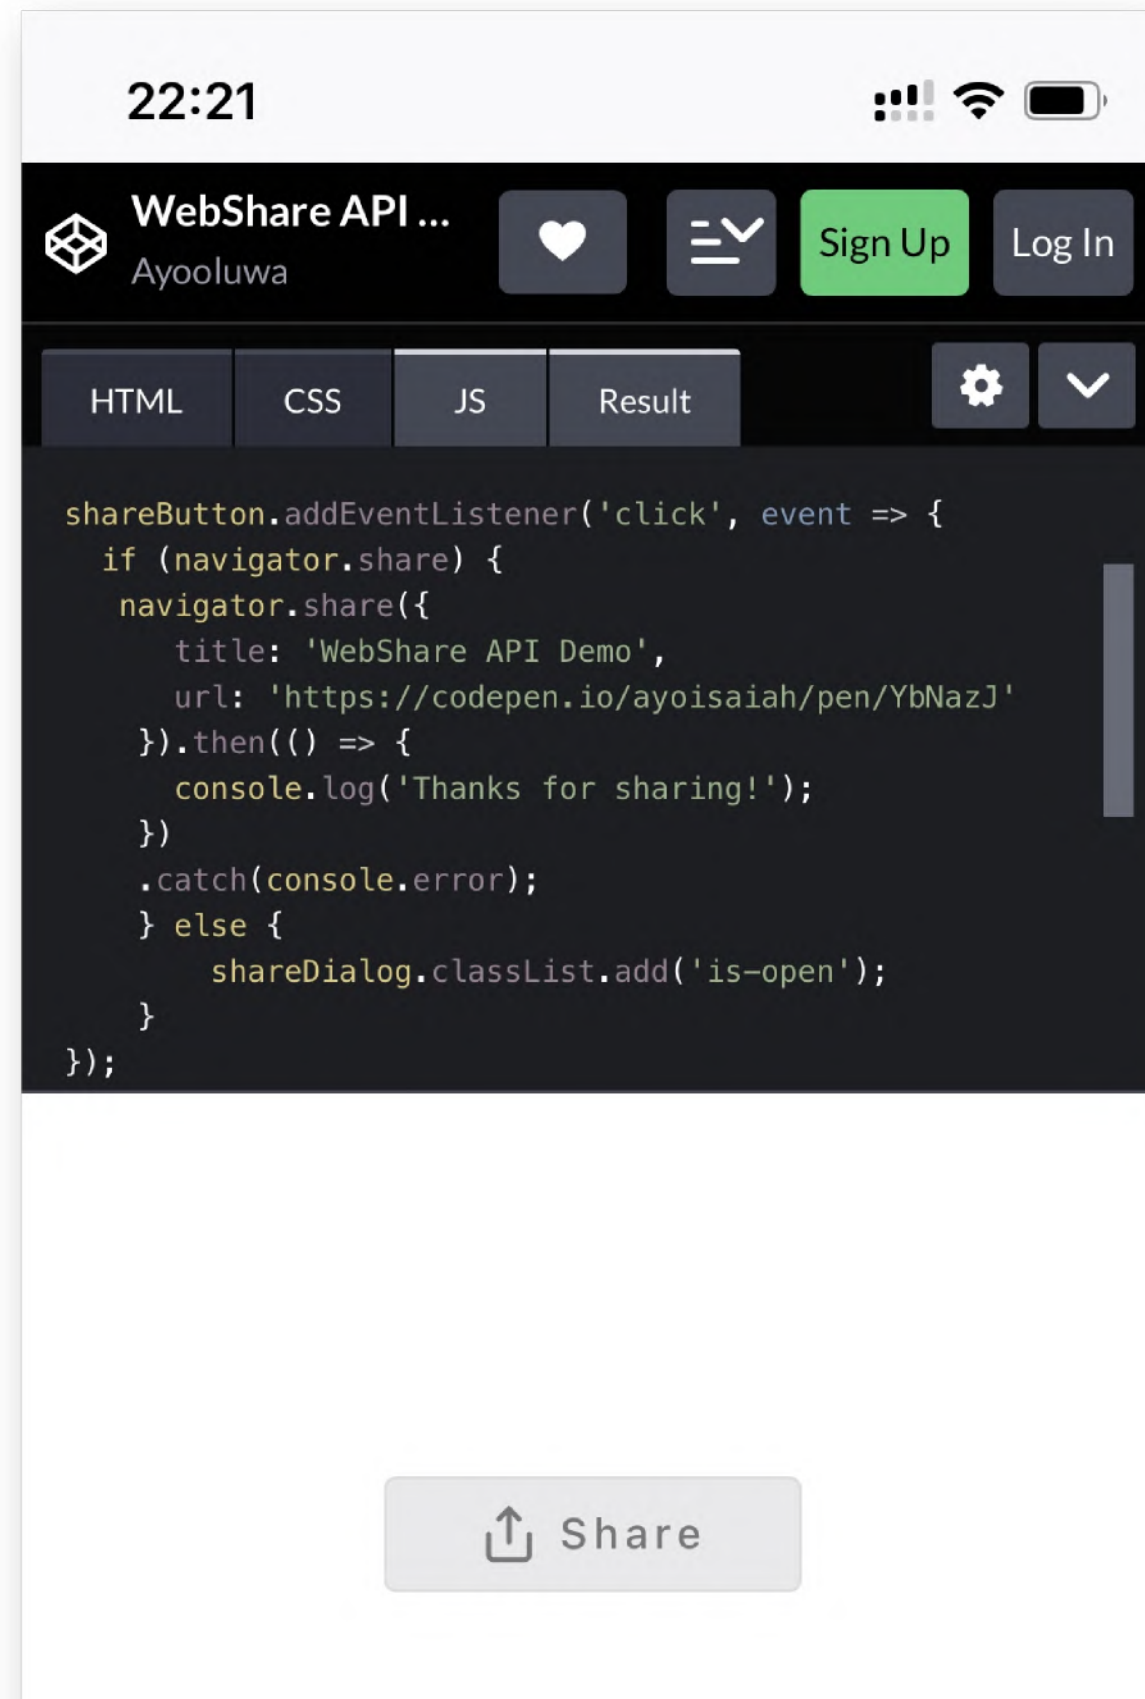 22:21
WebShare API ...
Ayooluwa
Sign Up
Log In
HTML
CSS
JS
Result
shareButton.addEventListener('click', event => {
  if (navigator.share) {
   navigator.share({
      title: 'WebShare API Demo',
      url: 'https://codepen.io/ayoisaiah/pen/YbNazJ'
    }).then(() => {
      console.log('Thanks for sharing!');
    })
    .catch(console.error);
    } else {
        shareDialog.classList.add('is-open');
    }
});
Share